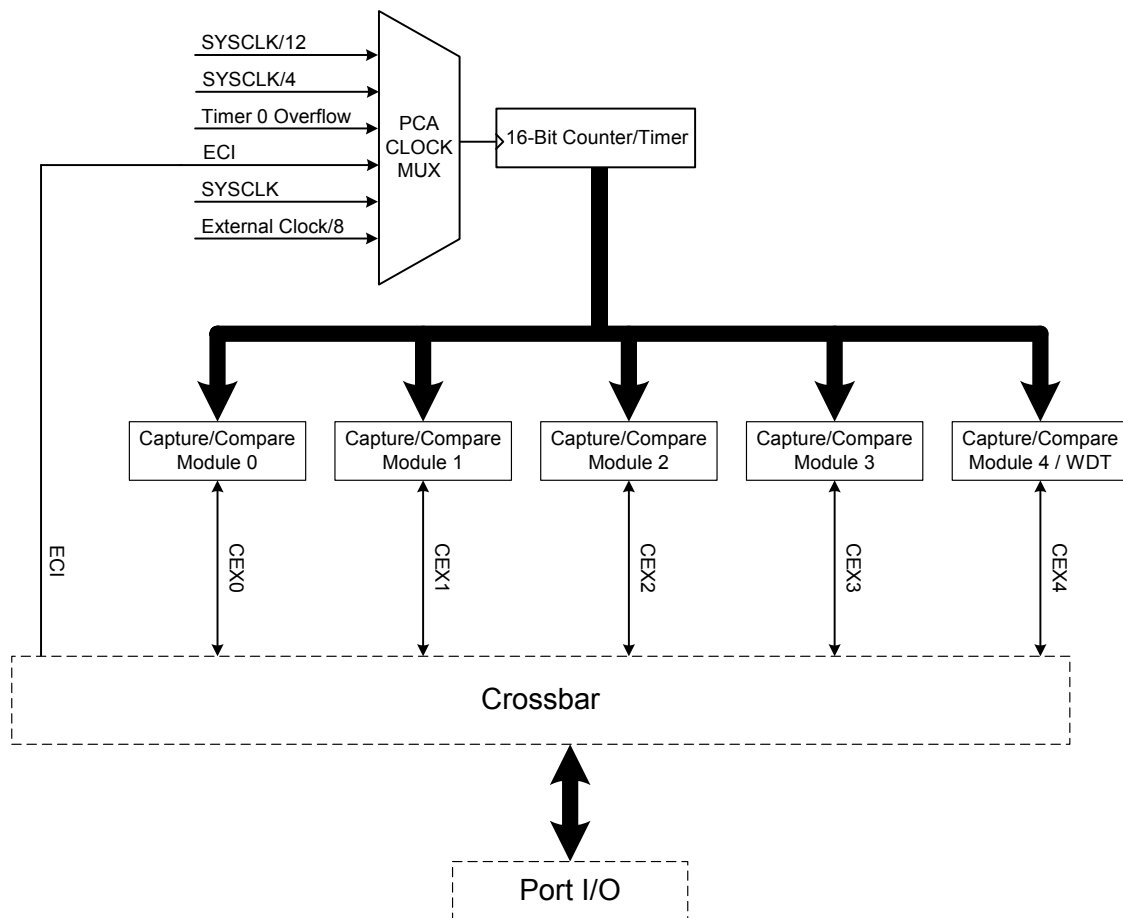 SYSCLK/12
SYSCLK/4
Timer 0 Overflow
ECI
SYSCLK
External Clock/8
PCA
CLOCK
MUX
16-Bit Counter/Timer
Capture/Compare
Module 0
Capture/Compare
Module 1
Capture/Compare
Module 2
Capture/Compare
Module 3
Capture/Compare
Module 4 / WDT
ECI
CEX0
CEX1
CEX2
CEX3
CEX4
Crossbar
Port I/O